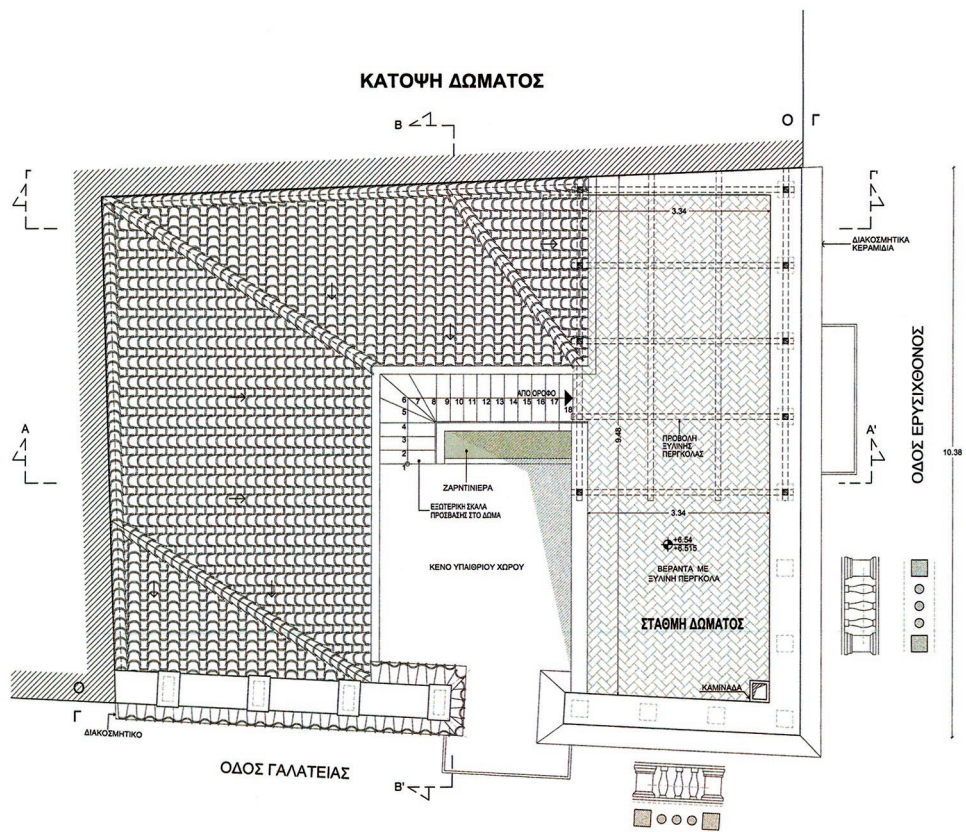 ΚΑΤΟΨΗ ΔΩΜΑΤΟΣ
Β
Ο Γ
3.34
ΔΙΑΚΟΣΜΗΤΙΚΑ
ΚΕΡΑΜΙΔΙΑ
ΟΔΟΣ ΕΡΥΣΙΧΘΟΝΟΣ
10.38
ΑΠΟ ΟΡΟΦΟ
1 2 3 4 5 6 7 8 9 10 11 12 13 14 15 16 17 18
Α
Α'
9.48
ΠΡΟΒΟΛΗ
ΞΥΛΙΝΗΣ
ΠΕΡΓΚΟΛΑΣ
ΖΑΡΝΤΙΝΙΕΡΑ
ΕΞΩΤΕΡΙΚΗ ΣΚΑΛΑ
ΠΡΟΣΒΑΣΗΣ ΣΤΟ ΔΩΜΑ
3.34
+6.54
+6.515
ΚΕΝΟ ΥΠΑΙΘΡΙΟΥ ΧΩΡΟΥ
ΒΕΡΑΝΤΑ ΜΕ
ΞΥΛΙΝΗ ΠΕΡΓΚΟΛΑ
ΣΤΑΘΜΗ ΔΩΜΑΤΟΣ
ΚΑΜΙΝΑΔΑ
Ο
Γ
ΔΙΑΚΟΣΜΗΤΙΚΟ
ΟΔΟΣ ΓΑΛΑΤΕΙΑΣ
Β'